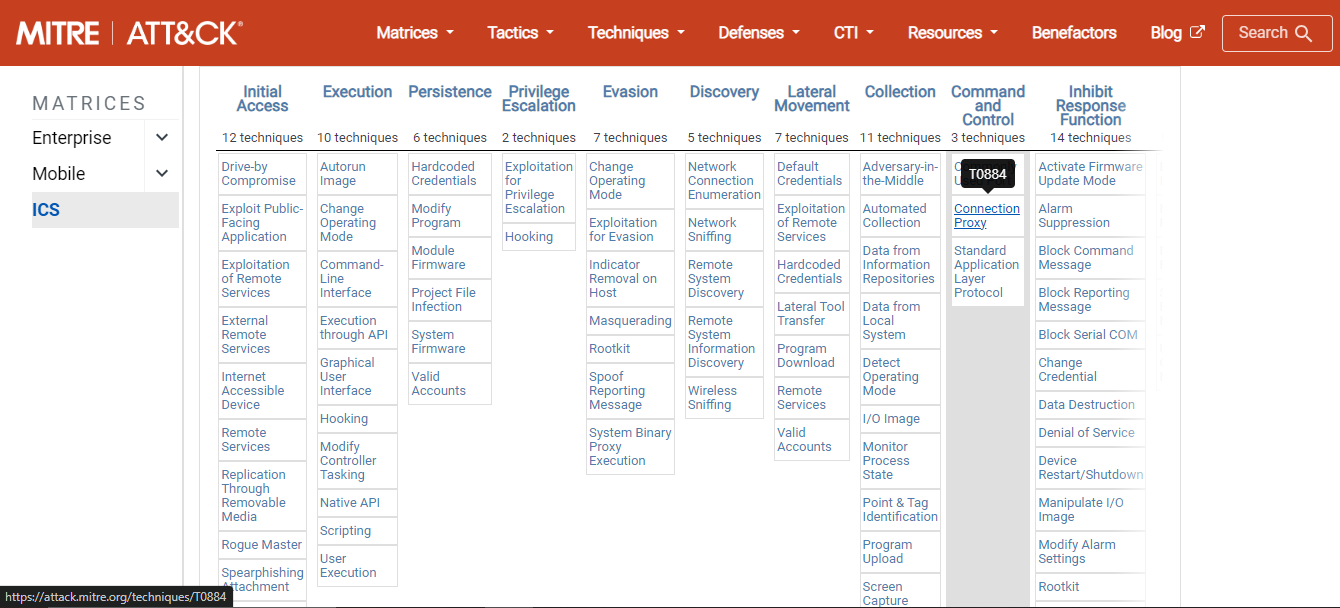 MITRE | ATT&CK®
Matrices
Tactics
Techniques
Defenses
CTI
Resources
Benefactors
Blog
Search
MATRICES
Enterprise
Mobile
ICS
Initial
Access
12 techniques
Drive-by
Compromise
Exploit Public-
Facing
Application
Exploitation
of Remote
Services
External
Remote
Services
Internet
Accessible
Device
Remote
Services
Replication
Through
Removable
Media
Rogue Master
Spearphishing
Attachment
Execution
10 techniques
Autorun
Image
Change
Operating
Mode
Command-
Line
Interface
Execution
through API
Graphical
User
Interface
Hooking
Modify
Controller
Tasking
Native API
Scripting
User
Execution
Persistence
6 techniques
Hardcoded
Credentials
Modify
Program
Module
Firmware
Project File
Infection
System
Firmware
Valid
Accounts
Privilege
Escalation
2 techniques
Exploitation
for
Privilege
Escalation
Hooking
Evasion
7 techniques
Change
Operating
Mode
Exploitation
for Evasion
Indicator
Removal on
Host
Masquerading
Rootkit
Spoof
Reporting
Message
System Binary
Proxy
Execution
Discovery
5 techniques
Network
Connection
Enumeration
Network
Sniffing
Remote
System
Discovery
Remote
System
Information
Discovery
Wireless
Sniffing
Lateral
Movement
7 techniques
Default
Credentials
Exploitation
of Remote
Services
Hardcoded
Credentials
Lateral Tool
Transfer
Program
Download
Remote
Services
Valid
Accounts
Collection
11 techniques
Adversary-in-
the-Middle
Automated
Collection
Data from
Information
Repositories
Data from
Local
System
Detect
Operating
Mode
I/O Image
Monitor
Process
State
Point & Tag
Identification
Program
Upload
Screen
Capture
Command
and
Control
3 techniques
T0884
Connection
Proxy
Standard
Application
Layer
Protocol
Inhibit
Response
Function
14 techniques
Activate Firmware
Update Mode
Alarm
Suppression
Block Command
Message
Block Reporting
Message
Block Serial COM
Change
Credential
Data Destruction
Denial of Service
Device
Restart/Shutdown
Manipulate I/O
Image
Modify Alarm
Settings
Rootkit
https://attack.mitre.org/techniques/T0884